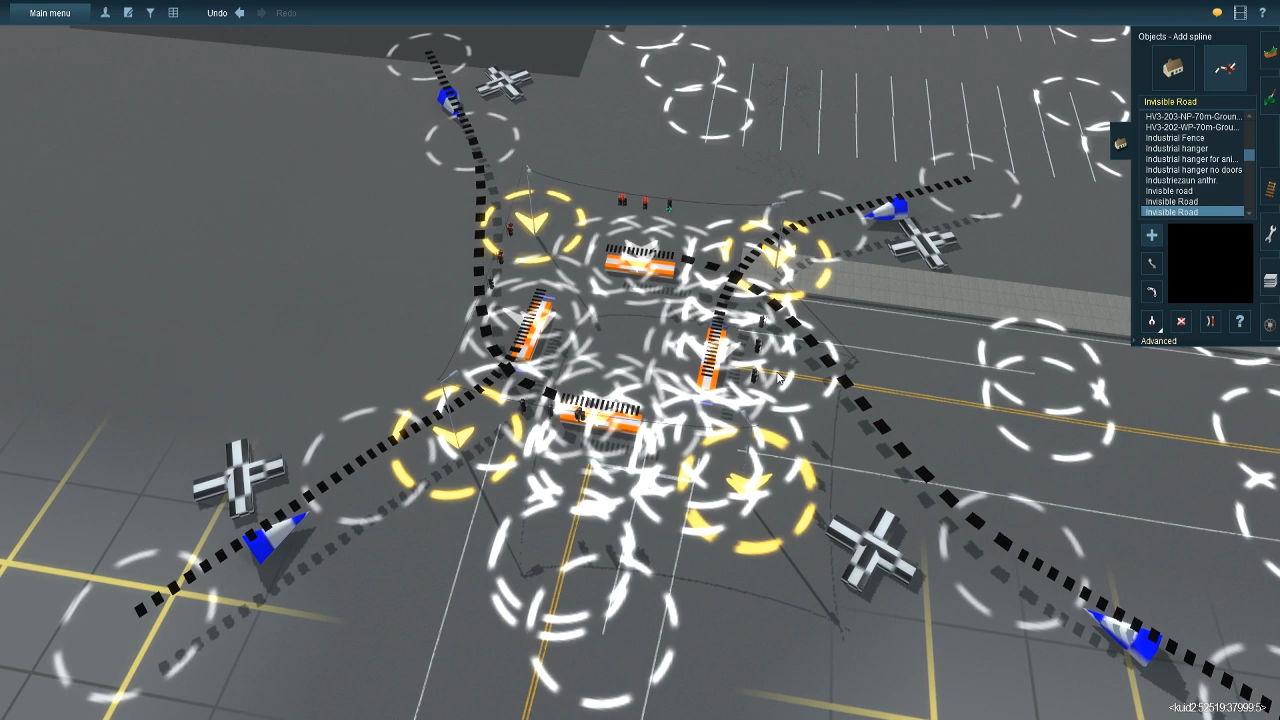 Main menu
Undo
Redo
Objects - Add spline
Invisible Road
HV3-203-NP-70m-Groun...
HV3-202-WP-70m-Grou...
Industrial Fence
Industrial hanger
Industrial hanger for ani...
Industrial hanger no doors
Industriezaun anthr.
Invisble road
Invisible Road
Invisible Road
?
Advanced
<kuid2:52519:37999:5>